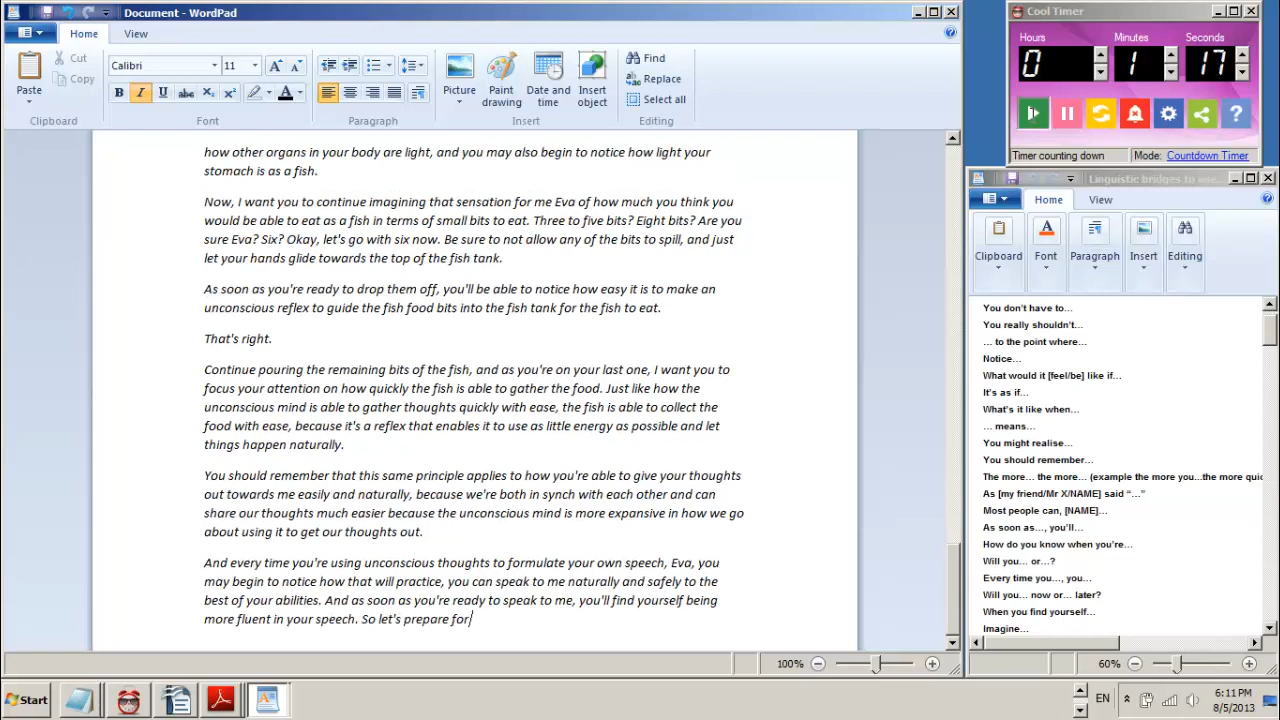 Document - WordPad
Home View
Cut
Copy
Paste
Clipboard
Calibri 11
Font
Paragraph
Picture
Paint drawing
Date and time
Insert object
Insert
Find
Replace
Select all
Editing
how other organs in your body are light, and you may also begin to notice how light your
stomach is as a fish.
Now, I want you to continue imagining that sensation for me Eva of how much you think you
would be able to eat as a fish in terms of small bits to eat. Three to five bits? Eight bits? Are you
sure Eva? Six? Okay, let's go with six now. Be sure to not allow any of the bits to spill, and just
let your hands glide towards the top of the fish tank.
As soon as you're ready to drop them off, you'll be able to notice how easy it is to make an
unconscious reflex to guide the fish food bits into the fish tank for the fish to eat.
That's right.
Continue pouring the remaining bits of the fish, and as you're on your last one, I want you to
focus your attention on how quickly the fish is able to gather the food. Just like how the
unconscious mind is able to gather thoughts quickly with ease, the fish is able to collect the
food with ease, because it's a reflex that enables it to use as little energy as possible and let
things happen naturally.
You should remember that this same principle applies to how you're able to give your thoughts
out towards me easily and naturally, because we're both in synch with each other and can
share our thoughts much easier because the unconscious mind is more expansive in how we go
about using it to get our thoughts out.
And every time you're using unconscious thoughts to formulate your own speech, Eva, you
may begin to notice how that will practice, you can speak to me naturally and safely to the
best of your abilities. And as soon as you're ready to speak to me, you'll find yourself being
more fluent in your speech. So let's prepare for
100%
Cool Timer
Hours Minutes Seconds
0 1 17
Timer counting down Mode: Countdown Timer
Linguistic bridges to use
Home View
Clipboard Font Paragraph Insert Editing
You don't have to…
You really shouldn't…
… to the point where…
Notice…
What would it [feel/be] like if…
It's as if…
What's it like when…
… means…
You might realise…
You should remember…
The more… the more… (example the more you...the more quic
As [my friend/Mr X/NAME] said “…”
Most people can, [NAME]…
As soon as…, you'll…
How do you know when you're…
Will you… or…?
Every time you…, you…
Will you… now or… later?
When you find yourself…
Imagine…
60%
Start
EN
6:11 PM
8/5/2013